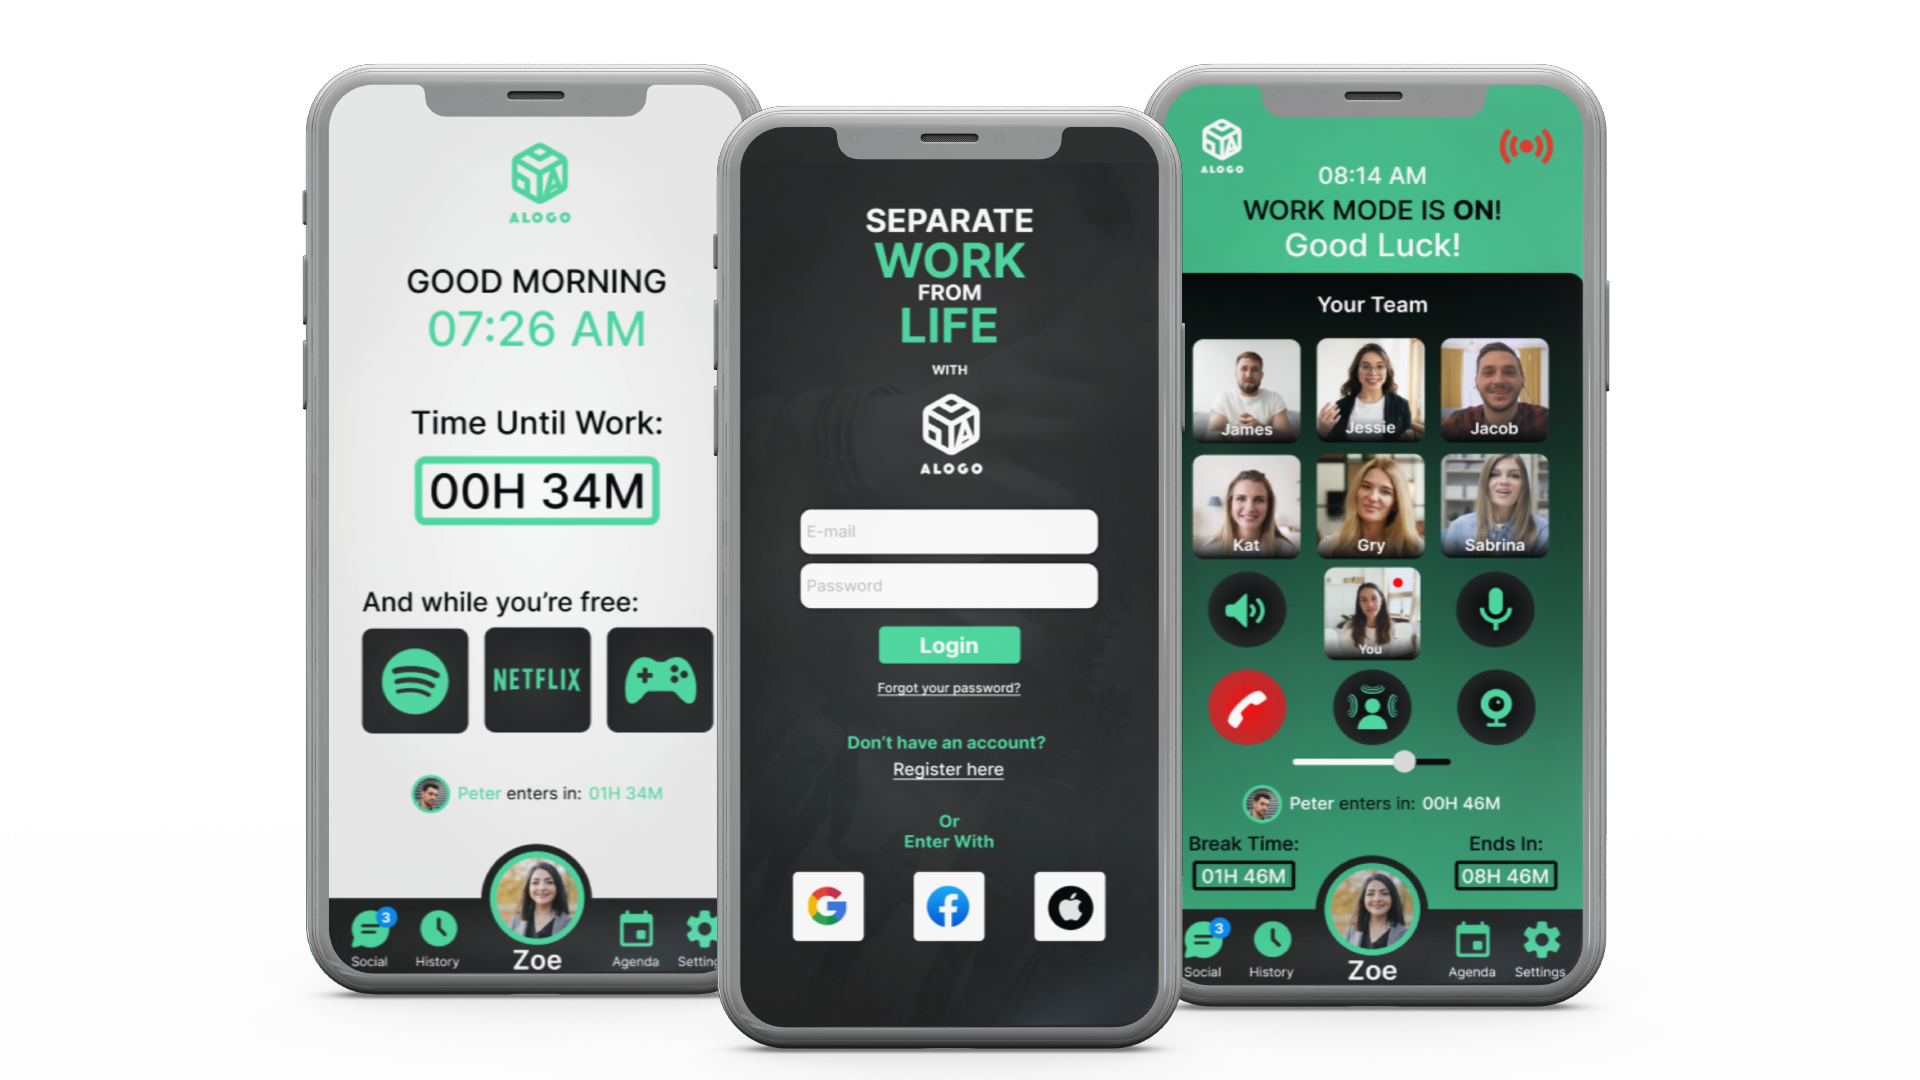 ALOGO
GOOD MORNING
07:26 AM
Time Until Work:
00H 34M
And while you're free:
NETFLIX
Peter enters in: 01H 34M
3
Social
History
Zoe
Agenda
Setting
SEPARATE
WORK
FROM
LIFE
WITH
ALOGO
E-mail
Password
Login
Forgot your password?
Don't have an account?
Register here
Or
Enter With
ALOGO
08:14 AM
WORK MODE IS ON!
Good Luck!
Your Team
James
Jessie
Jacob
Kat
Gry
Sabrina
You
Peter enters in: 00H 46M
Break Time:
Ends In:
01H 46M
08H 46M
3
Social
History
Zoe
Agenda
Settings